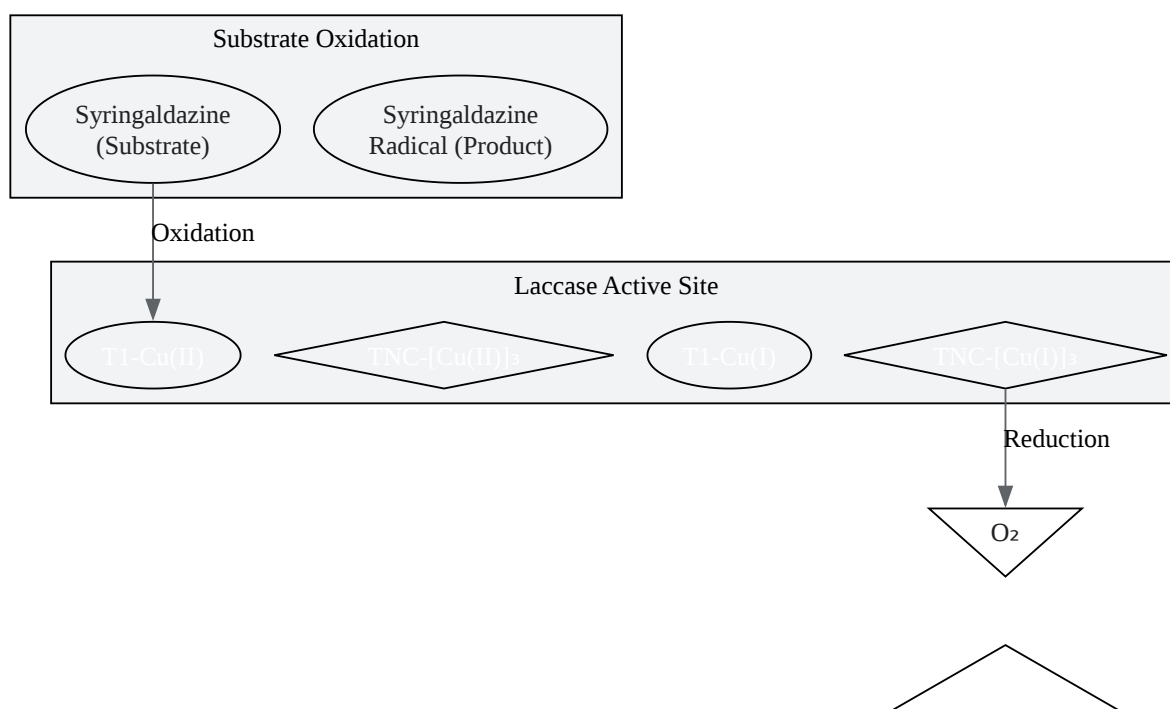 Substrate Oxidation
Syringaldazine
(Substrate)
Syringaldazine
Radical (Product)
Oxidation
Laccase Active Site
T1-Cu(II)
TNC-[Cu(II)]₃
T1-Cu(I)
TNC-[Cu(I)]₃
Reduction
O₂